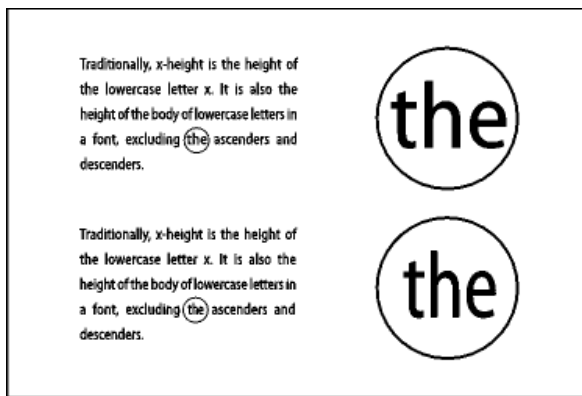 Traditionally, x-height is the height of
the lowercase letter x. It is also the
height of the body of lowercase letters in
a font, excluding the ascenders and
descenders.
the
Traditionally, x-height is the height of
the lowercase letter x. It is also the
height of the body of lowercase letters in
a font, excluding the ascenders and
descenders.
the